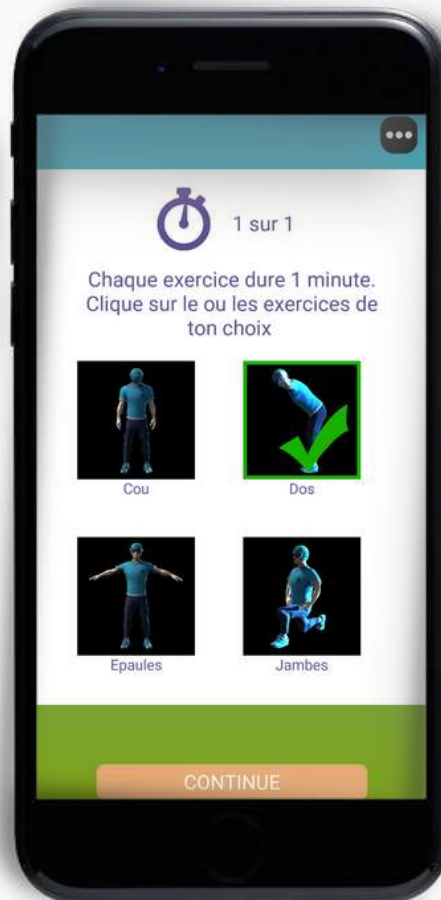 1 sur 1
Chaque exercice dure 1 minute.
Clique sur le ou les exercices de
ton choix
Cou
Dos
Epaules
Jambes
CONTINUE